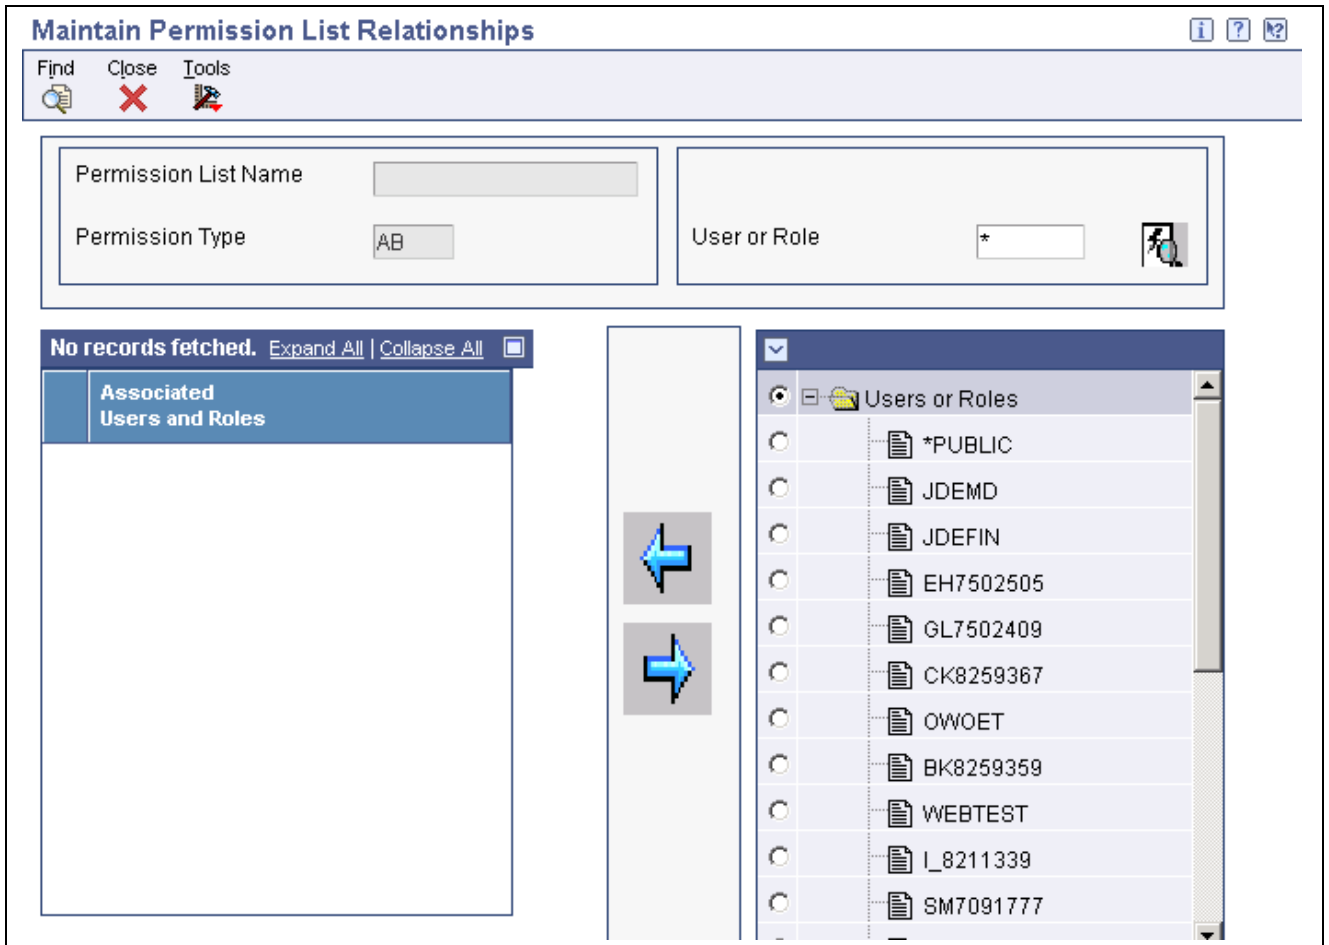 Maintain Permission List Relationships
Find Close Tools
Permission List Name
Permission Type AB
User or Role *
No records fetched. Expand All | Collapse All
Associated
Users and Roles
Users or Roles
*PUBLIC
JDEMD
JDEFIN
EH7502505
GL7502409
CK8259367
OWOET
BK8259359
WEBTEST
I_8211339
SM7091777